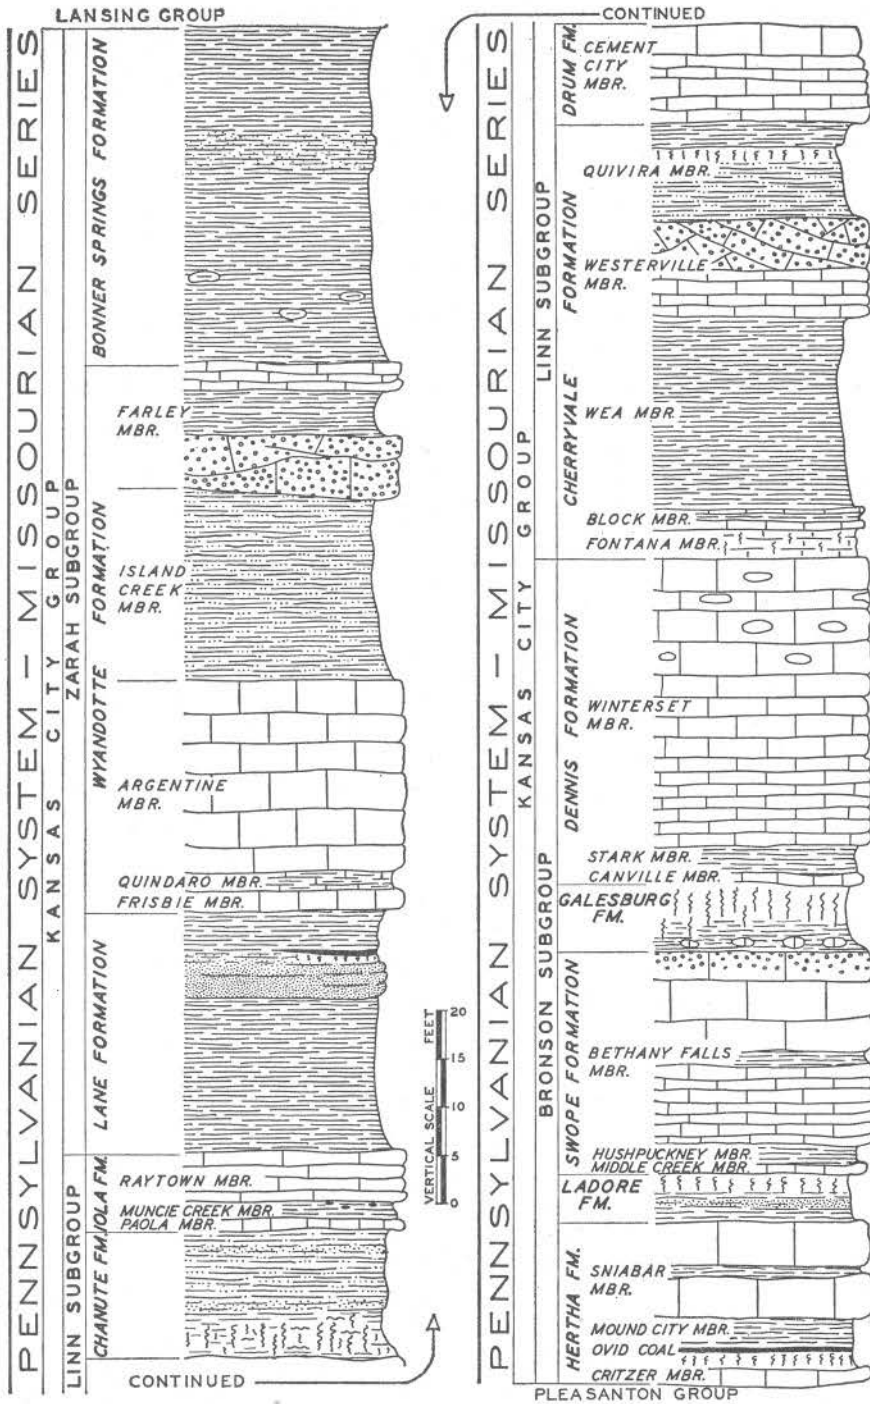 LANSING GROUP
PENNSYLVANIAN SYSTEM — MISSOURIAN SERIES
KANSAS CITY GROUP
ZARAH SUBGROUP
BONNER SPRINGS FORMATION
WYANDOTTE FORMATION
FARLEY
MBR.
ISLAND
CREEK
MBR.
ARGENTINE
MBR.
QUINDARO MBR.
FRISBIE MBR.
LANE FORMATION
LINN SUBGROUP
IOLA FM.
RAYTOWN MBR.
MUNCIE CREEK MBR.
PAOLA MBR.
CHANUTE FM.
CONTINUED
VERTICAL SCALE FEET
20
15
10
5
0
CONTINUED
PENNSYLVANIAN SYSTEM — MISSOURIAN SERIES
KANSAS CITY GROUP
LINN SUBGROUP
DRUM FM.
CEMENT
CITY
MBR.
CHERRYVALE FORMATION
QUIVIRA MBR.
WESTERVILLE
MBR.
WEA MBR.
BLOCK MBR.
FONTANA MBR.
BRONSON SUBGROUP
DENNIS FORMATION
WINTERSET
MBR.
STARK MBR.
CANVILLE MBR.
GALESBURG
FM.
SWOPE FORMATION
BETHANY FALLS
MBR.
HUSHPUCKNEY MBR.
MIDDLE CREEK MBR.
LADORE
FM.
HERTHA FM.
SNIABAR
MBR.
MOUND CITY MBR.
OVID COAL
CRITZER MBR.
PLEASANTON GROUP